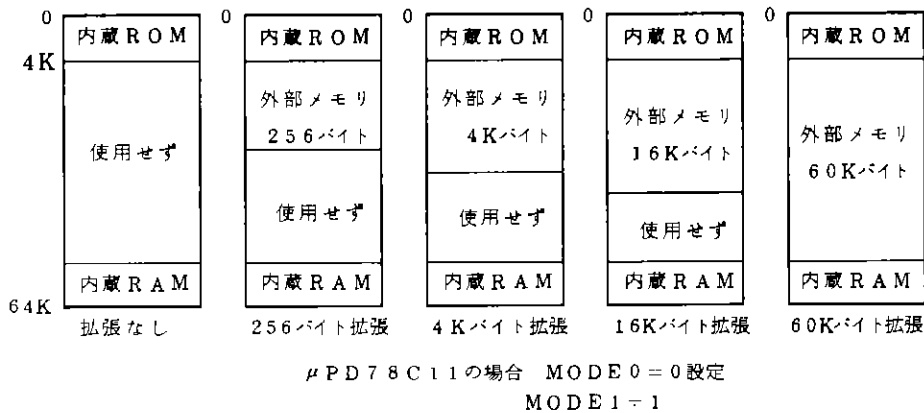 0
内蔵ROM
4K
使用せず
内蔵RAM
64K
拡張なし
0
内蔵ROM
外部メモリ
256バイト
使用せず
内蔵RAM
256バイト拡張
0
内蔵ROM
外部メモリ
4Kバイト
使用せず
内蔵RAM
4Kバイト拡張
0
内蔵ROM
外部メモリ
16Kバイト
使用せず
内蔵RAM
16Kバイト拡張
0
内蔵ROM
外部メモリ
60Kバイト
内蔵RAM
60Kバイト拡張
μPD78C11の場合 MODE0=0設定
MODE1=1